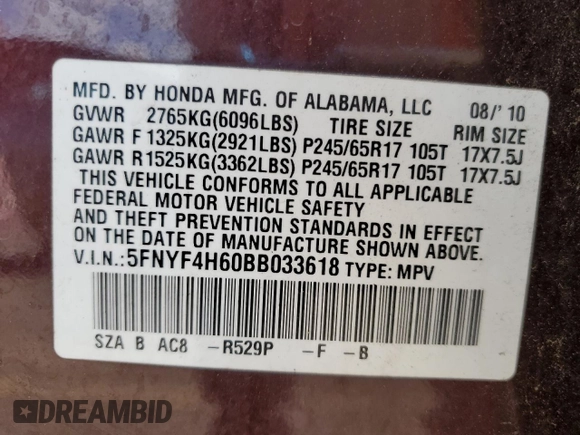 MFD. BY HONDA MFG. OF ALABAMA, LLC 08/'10
GVWR 2765KG(6096LBS) TIRE SIZE RIM SIZE
GAWR F 1325KG(2921LBS) P245/65R17 105T 17X7.5J
GAWR R 1525KG(3362LBS) P245/65R17 105T 17X7.5J
THIS VEHICLE CONFORMS TO ALL APPLICABLE
FEDERAL MOTOR VEHICLE SAFETY
AND THEFT PREVENTION STANDARDS IN EFFECT
ON THE DATE OF MANUFACTURE SHOWN ABOVE.
V.I.N.:5FNYF4H60BB033618 TYPE: MPV
SZA B AC8 -R529P -F -B
DREAMBID